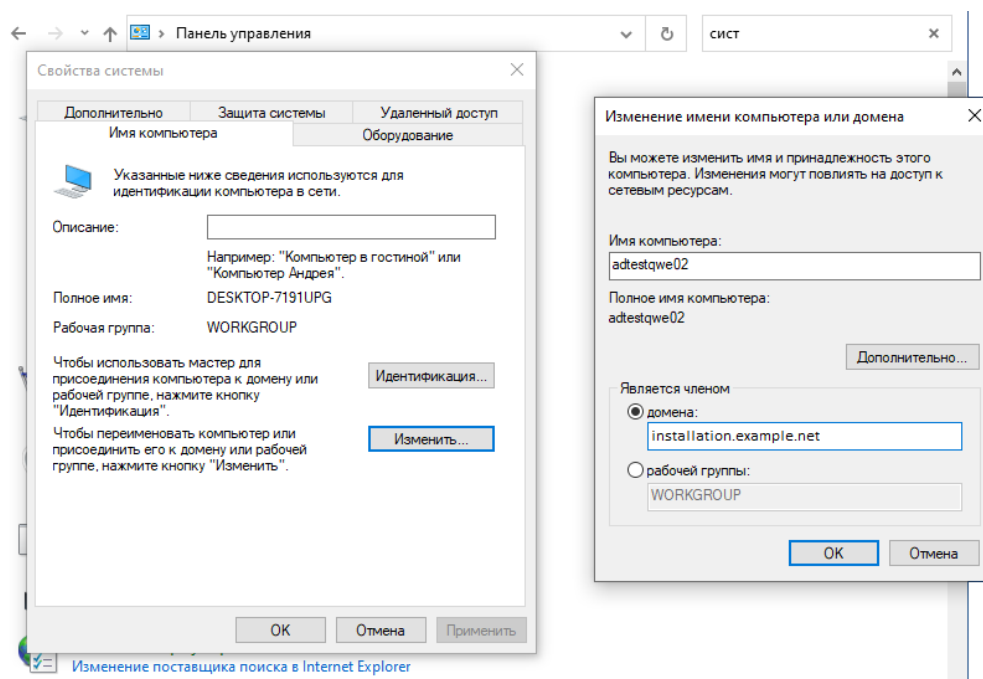 Панель управления
сист
Свойства системы
Дополнительно
Защита системы
Удаленный доступ
Имя компьютера
Оборудование
Указанные ниже сведения используются для
идентификации компьютера в сети.
Описание:
Например: "Компьютер в гостиной" или
"Компьютер Андрея".
Полное имя:
DESKTOP-7191UPG
Рабочая группа:
WORKGROUP
Чтобы использовать мастер для
присоединения компьютера к домену или
рабочей группе, нажмите кнопку
"Идентификация".
Идентификация...
Чтобы переименовать компьютер или
присоединить его к домену или рабочей
группе, нажмите кнопку "Изменить".
Изменить...
OK
Отмена
Применить
Изменение поставщика поиска в Internet Explorer
Изменение имени компьютера или домена
Вы можете изменить имя и принадлежность этого
компьютера. Изменения могут повлиять на доступ к
сетевым ресурсам.
Имя компьютера:
adtestqwe02
Полное имя компьютера:
adtestqwe02
Дополнительно...
Является членом
домена:
installation.example.net
рабочей группы:
WORKGROUP
OK
Отмена